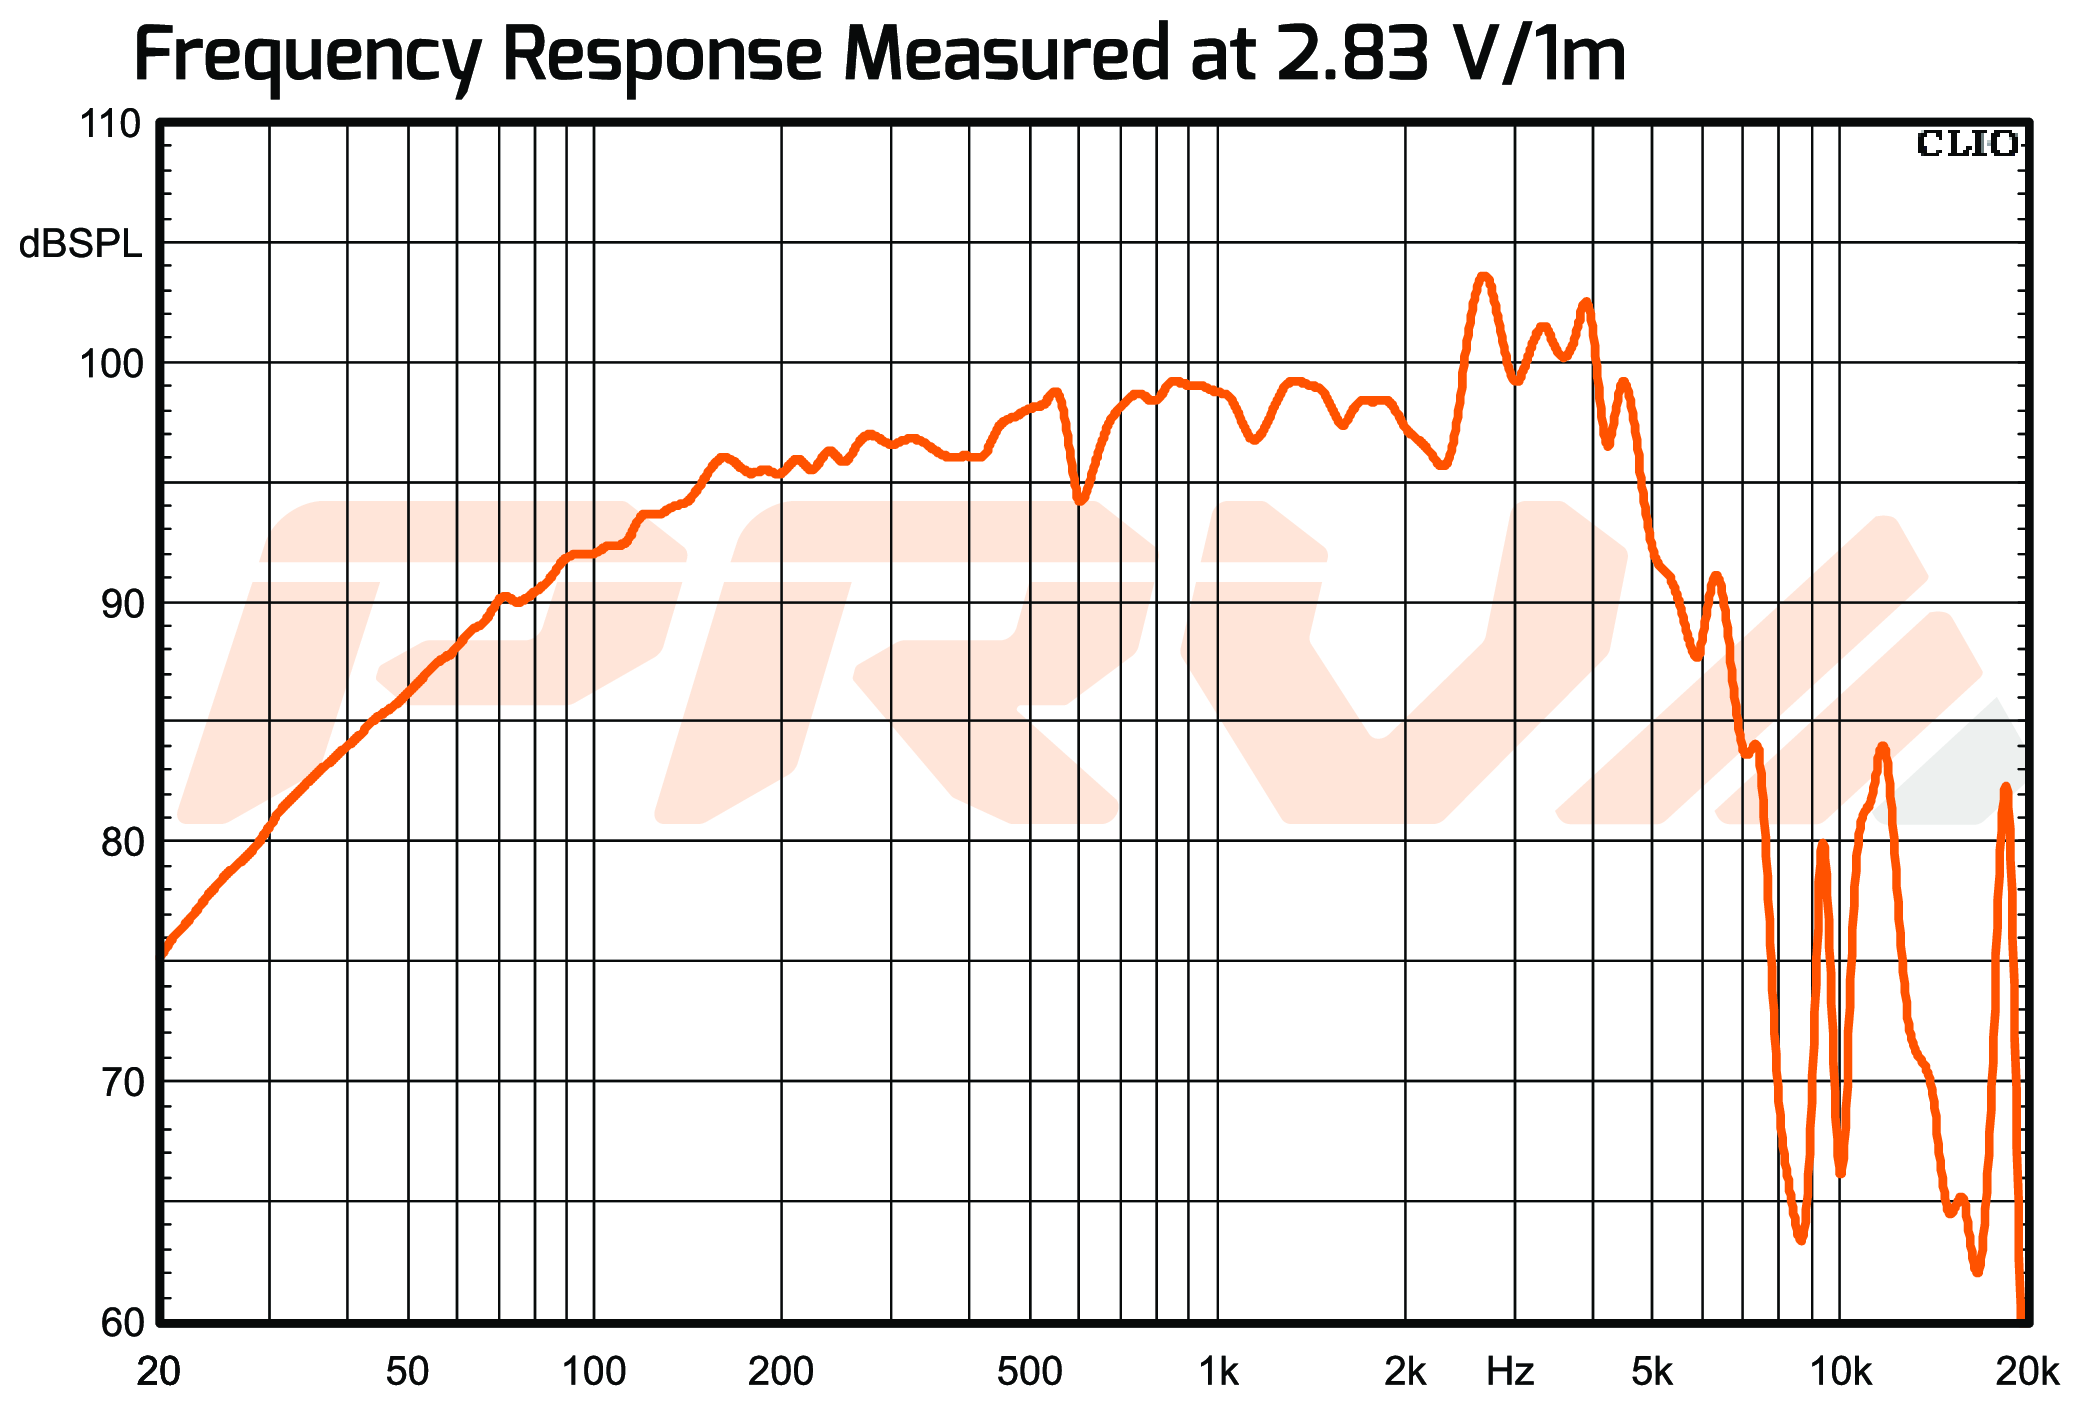 Frequency Response Measured at 2.83 V/1m
110
CLIO
dBSPL
100
90
PRV
80
70
60
20 50 100 200 500 1k 2k Hz 5k 10k 20k